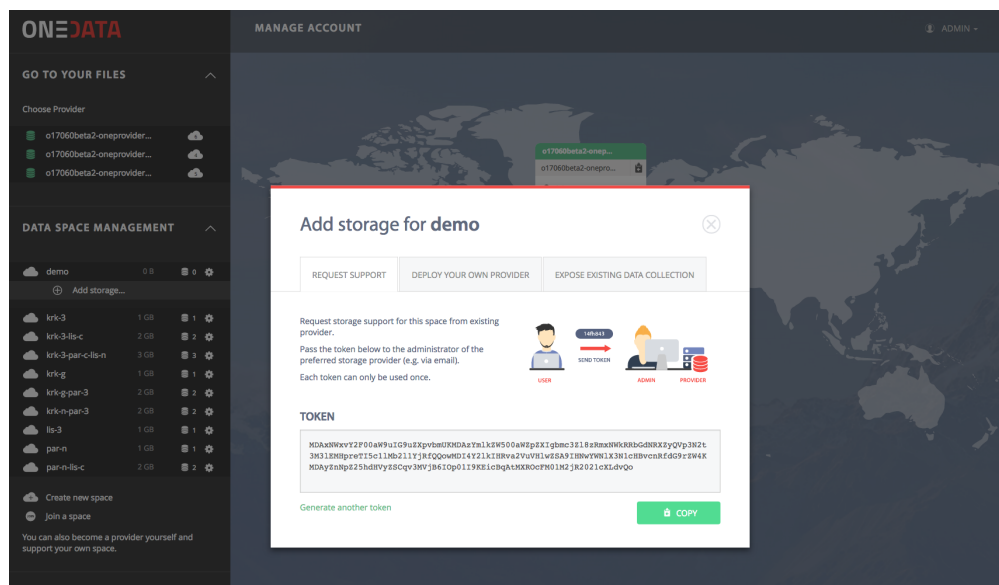 ONEDATA
MANAGE ACCOUNT
ADMIN
GO TO YOUR FILES
Choose Provider
o17060beta2-oneprovider...
o17060beta2-oneprovider...
o17060beta2-oneprovider...
o17060beta2-onep...
o17060beta2-onepro...
DATA SPACE MANAGEMENT
demo 0 B 0
Add storage...
krk-3 1 GB 1
krk-3-lis-c 2 GB 2
krk-3-par-c-lis-n 3 GB 3
krk-g 1 GB 1
krk-g-par-3 2 GB 2
krk-n-par-3 2 GB 2
lis-3 1 GB 1
par-n 1 GB 1
par-n-lis-c 2 GB 2
Create new space
Join a space
You can also become a provider yourself and
support your own space.
Add storage for demo
REQUEST SUPPORT DEPLOY YOUR OWN PROVIDER EXPOSE EXISTING DATA COLLECTION
Request storage support for this space from existing
provider.
Pass the token below to the administrator of the
preferred storage provider (e.g. via email).
Each token can only be used once.
14fh843
SEND TOKEN
USER ADMIN PROVIDER
TOKEN
Generate another token
COPY